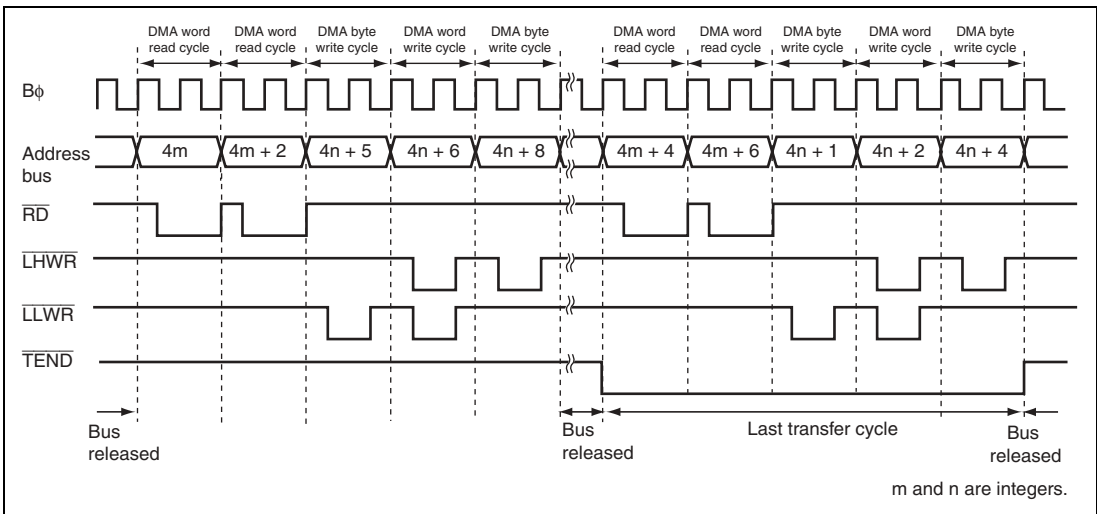 DMA word read cycle DMA word read cycle DMA byte write cycle DMA word write cycle DMA byte write cycle DMA word read cycle DMA word read cycle DMA byte write cycle DMA word write cycle DMA byte write cycle
Bφ
Address bus 4m 4m + 2 4n + 5 4n + 6 4n + 8 4m + 4 4m + 6 4n + 1 4n + 2 4n + 4
RD
LHWR
LLWR
TEND
Bus released Bus released Last transfer cycle Bus released
m and n are integers.